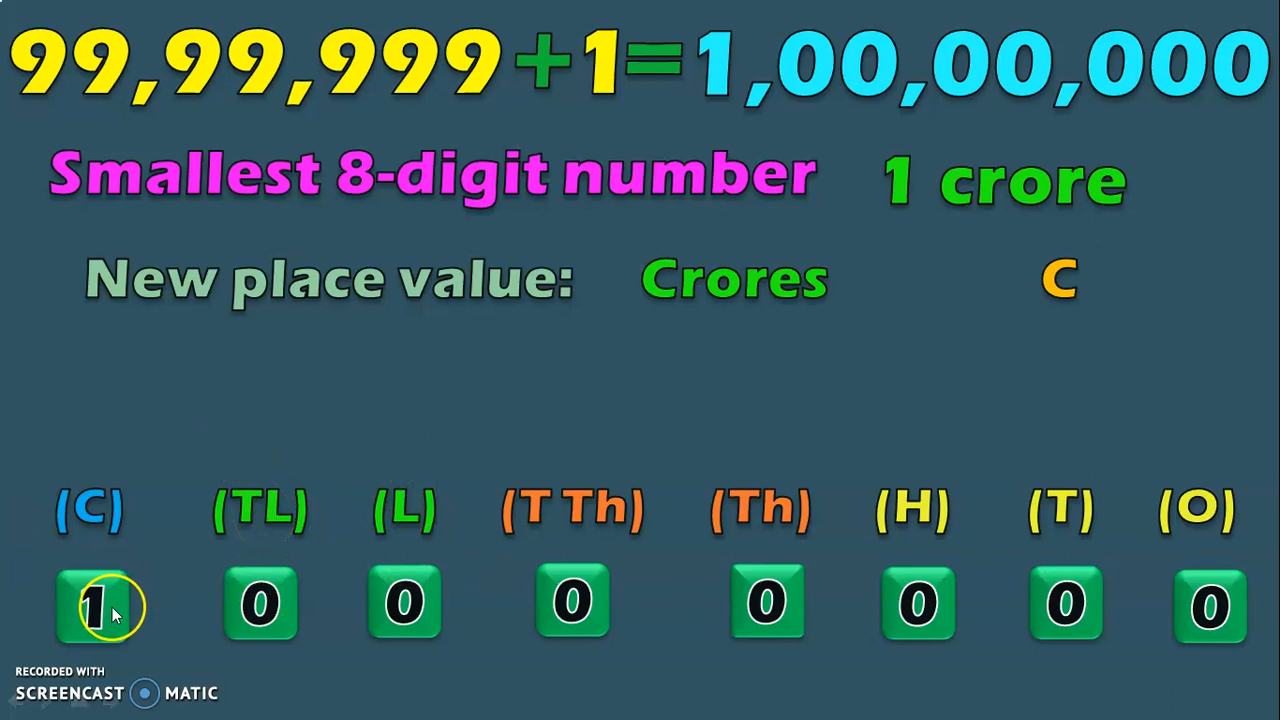 99,99,999+1=1,00,00,000
Smallest 8-digit number 1 crore
New place value: Crores C
(C) (TL) (L) (T Th) (Th) (H) (T) (O)
1 0 0 0 0 0 0 0
RECORDED WITH
SCREENCAST MATIC